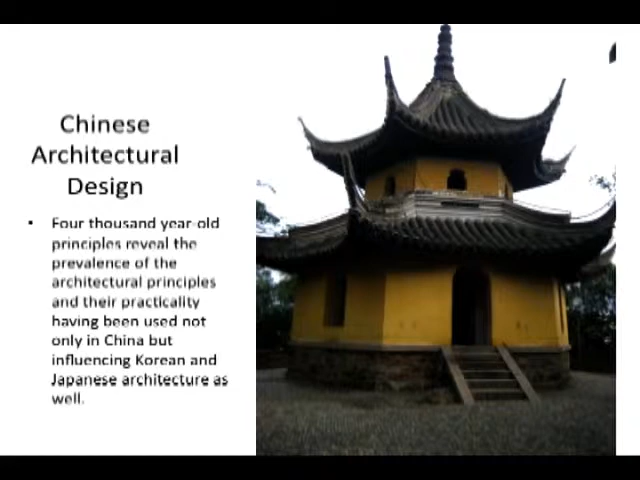 Chinese
Architectural
Design
• Four thousand year-old
principles reveal the
prevalence of the
architectural principles
and their practicality
having been used not
only in China but
influencing Korean and
Japanese architecture as
well.